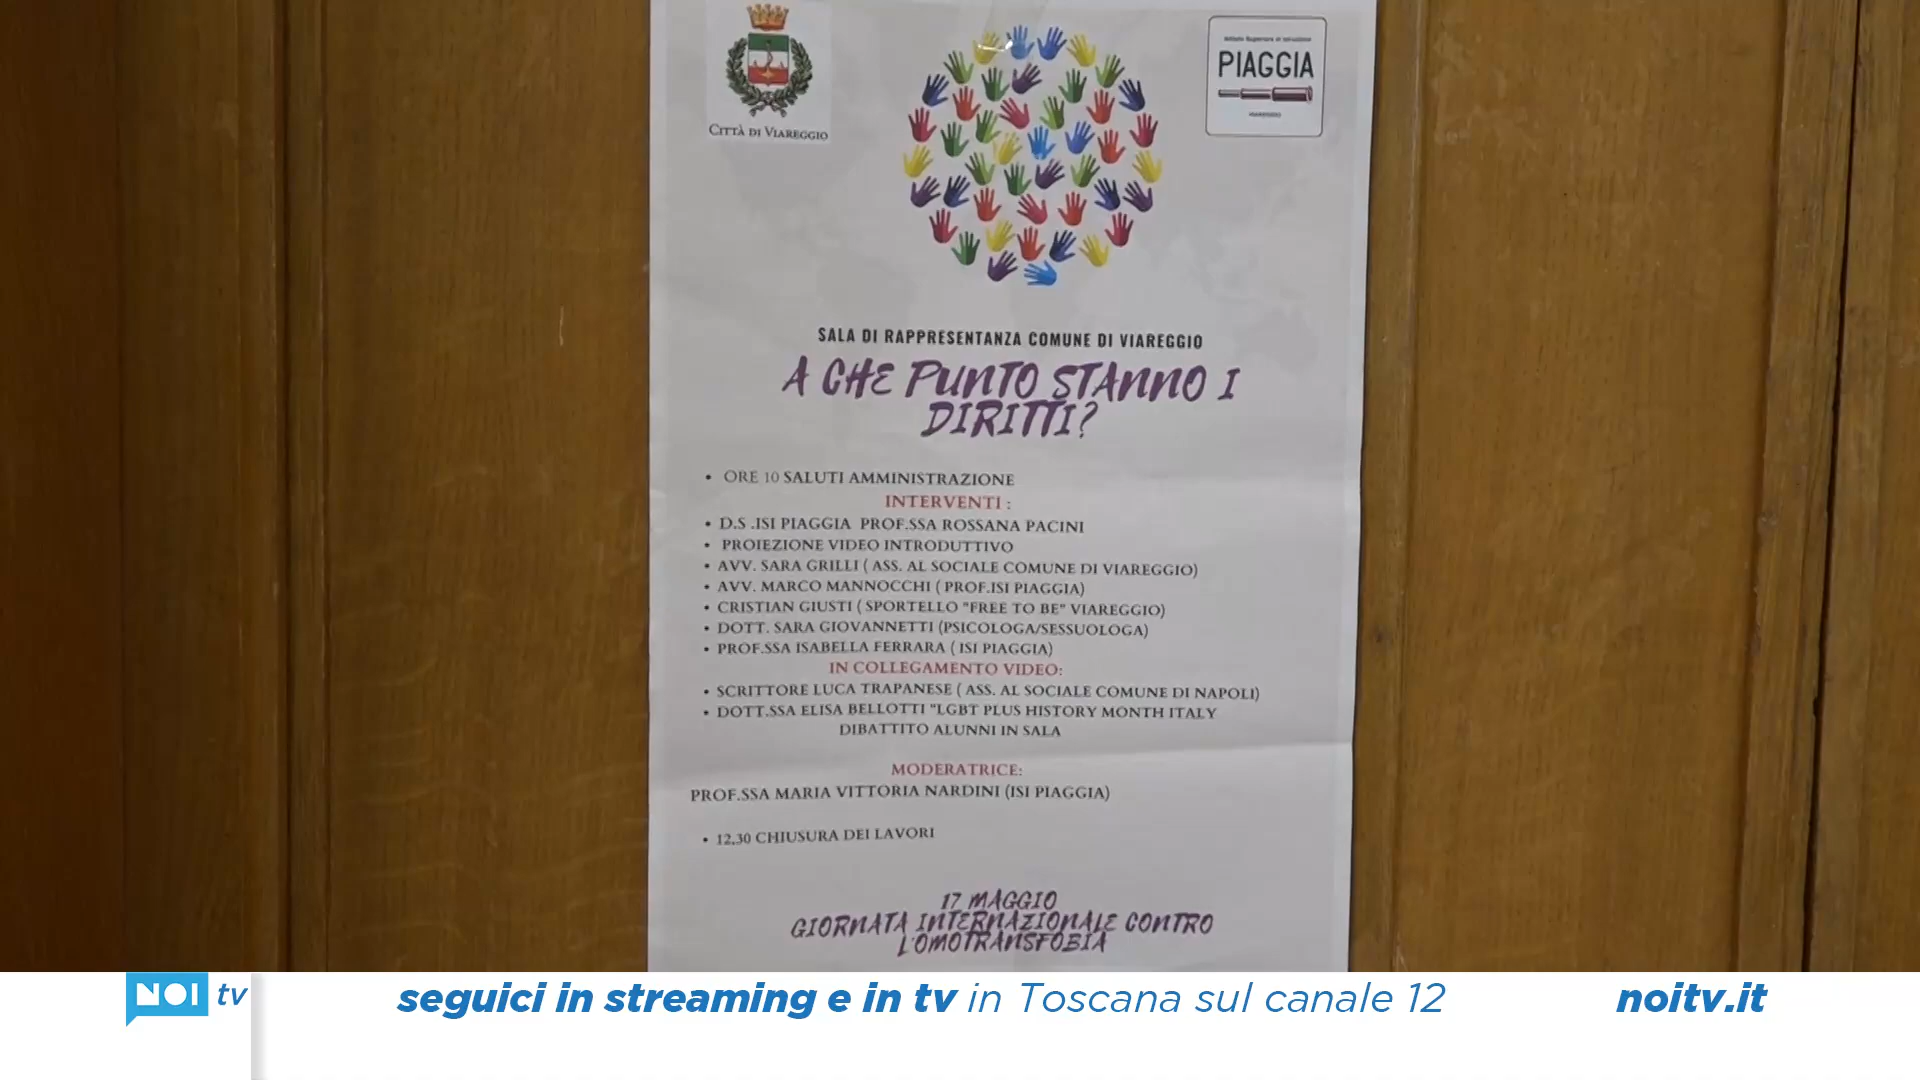 CITTÀ DI VIAREGGIO
Istituto Superiore di Istruzione
PIAGGIA
VIAREGGIO
SALA DI RAPPRESENTANZA COMUNE DI VIAREGGIO
A CHE PUNTO STANNO I
DIRITTI?
• ORE 10 SALUTI AMMINISTRAZIONE
INTERVENTI :
• D.S .ISI PIAGGIA PROF.SSA ROSSANA PACINI
• PROIEZIONE VIDEO INTRODUTTIVO
• AVV. SARA GRILLI ( ASS. AL SOCIALE COMUNE DI VIAREGGIO)
• AVV. MARCO MANNOCCHI ( PROF.ISI PIAGGIA)
• CRISTIAN GIUSTI ( SPORTELLO "FREE TO BE" VIAREGGIO)
• DOTT. SARA GIOVANNETTI (PSICOLOGA/SESSUOLOGA)
• PROF.SSA ISABELLA FERRARA ( ISI PIAGGIA)
IN COLLEGAMENTO VIDEO:
• SCRITTORE LUCA TRAPANESE ( ASS. AL SOCIALE COMUNE DI NAPOLI)
• DOTT.SSA ELISA BELLOTTI "LGBT PLUS HISTORY MONTH ITALY
DIBATTITO ALUNNI IN SALA
MODERATRICE:
PROF.SSA MARIA VITTORIA NARDINI (ISI PIAGGIA)
• 12.30 CHIUSURA DEI LAVORI
17 MAGGIO
GIORNATA INTERNAZIONALE CONTRO
L'OMOTRANSFOBIA
NOI tv
seguici in streaming e in tv in Toscana sul canale 12
noitv.it